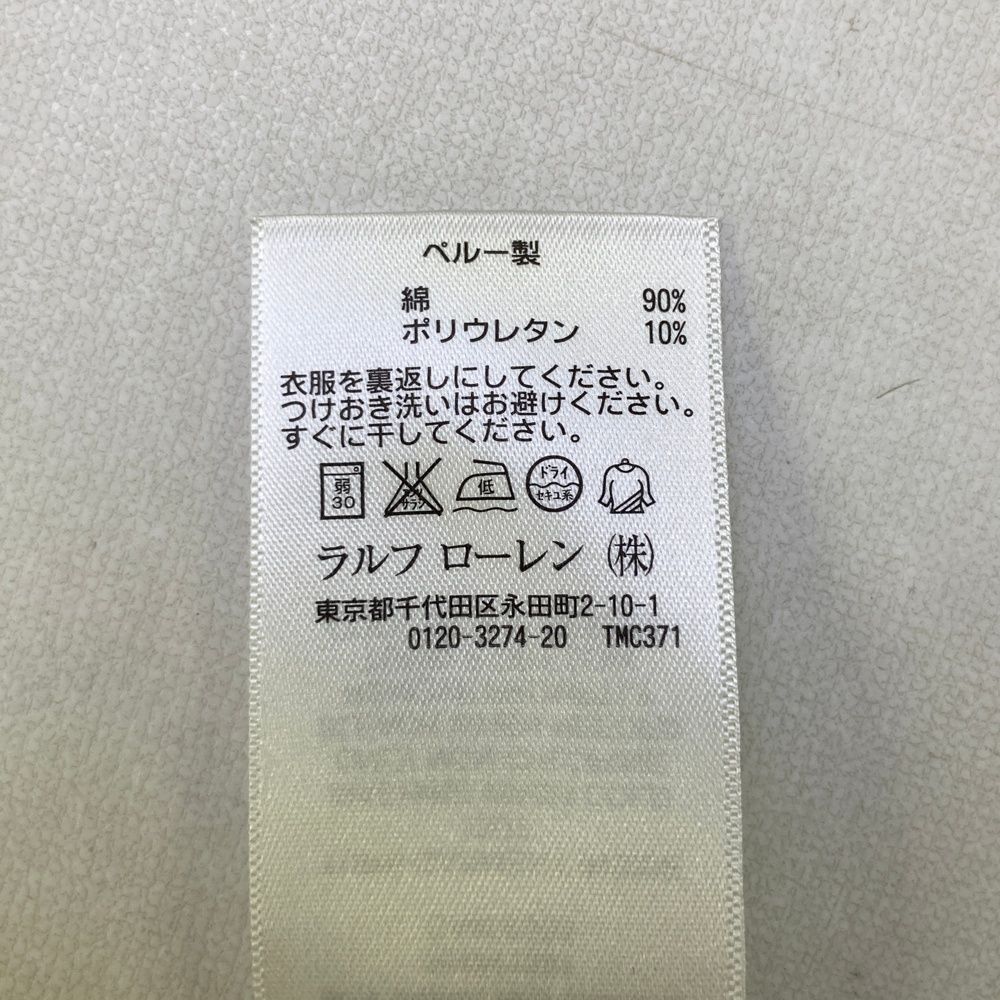 ペルー製
綿 90%
ポリウレタン 10%
衣服を裏返しにしてください。
つけおき洗いはお避けください。
すぐに干してください。
弱 30 低 ドライ セキユ系
ラルフ ローレン ㈱
東京都千代田区永田町2-10-1
0120-3274-20 TMC371